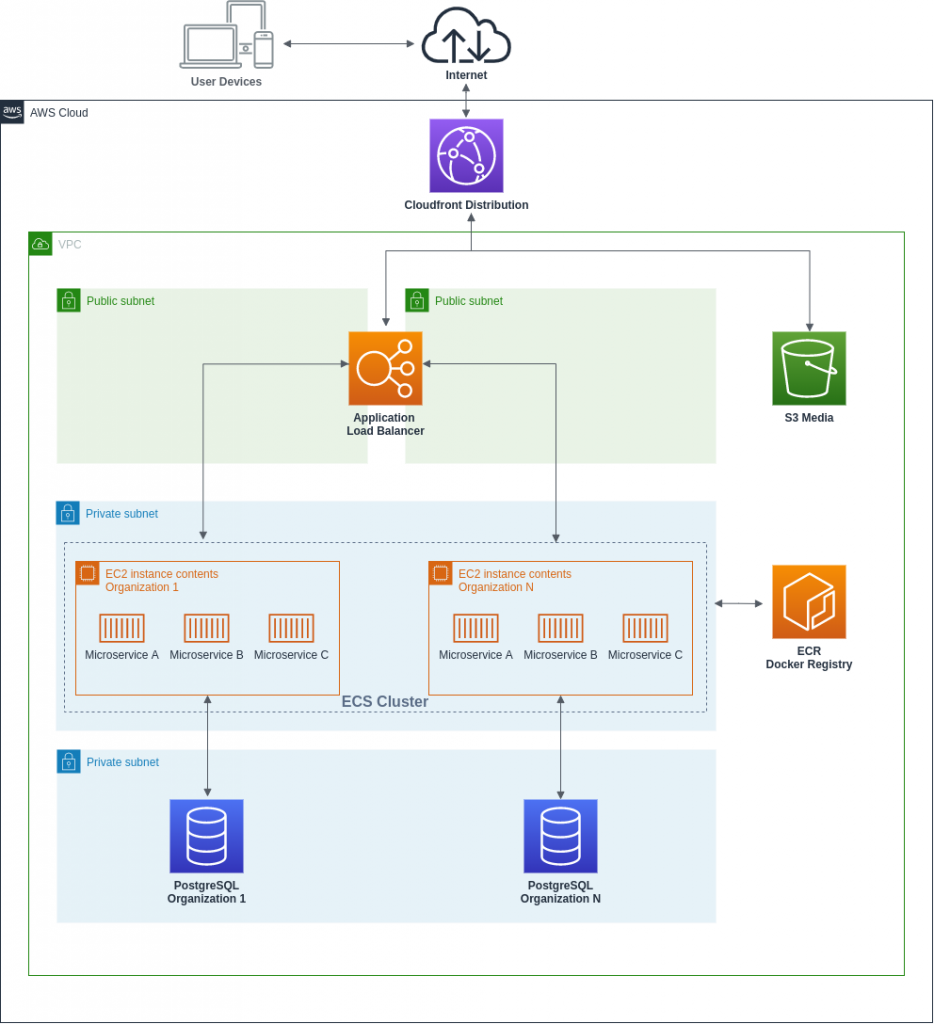 User Devices
Internet
aws
AWS Cloud
Cloudfront Distribution
VPC
Public subnet
Public subnet
Application
Load Balancer
S3 Media
Private subnet
EC2 instance contents
Organization 1
Microservice A
Microservice B
Microservice C
EC2 instance contents
Organization N
Microservice A
Microservice B
Microservice C
ECS Cluster
ECR
Docker Registry
Private subnet
PostgreSQL
Organization 1
PostgreSQL
Organization N